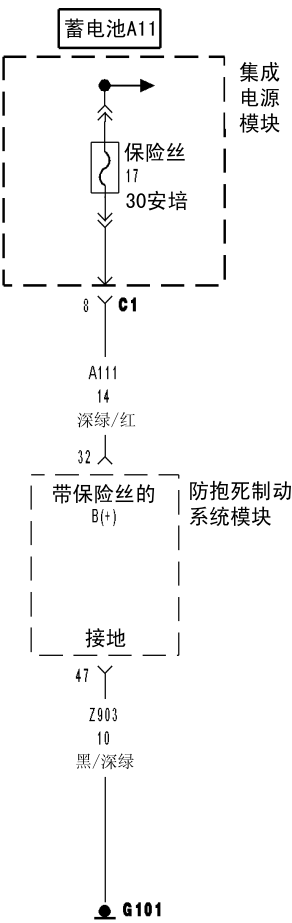 蓄电池A11
集成
电源
模块
保险丝
17
30安培
8 C1
A111
14
深绿/红
32
防抱死制动
系统模块
带保险丝的
B(+)
接地
47
Z903
10
黑/深绿
G101